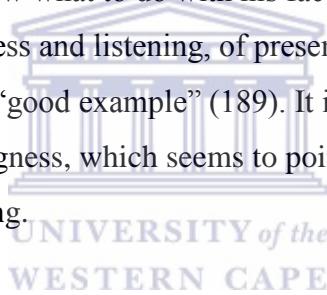 what to do with his
ess and listening, of presen
“good example” (189). It i
gness, which seems to poi
ng.
UNIVERSITY of the
WESTERN CAPE